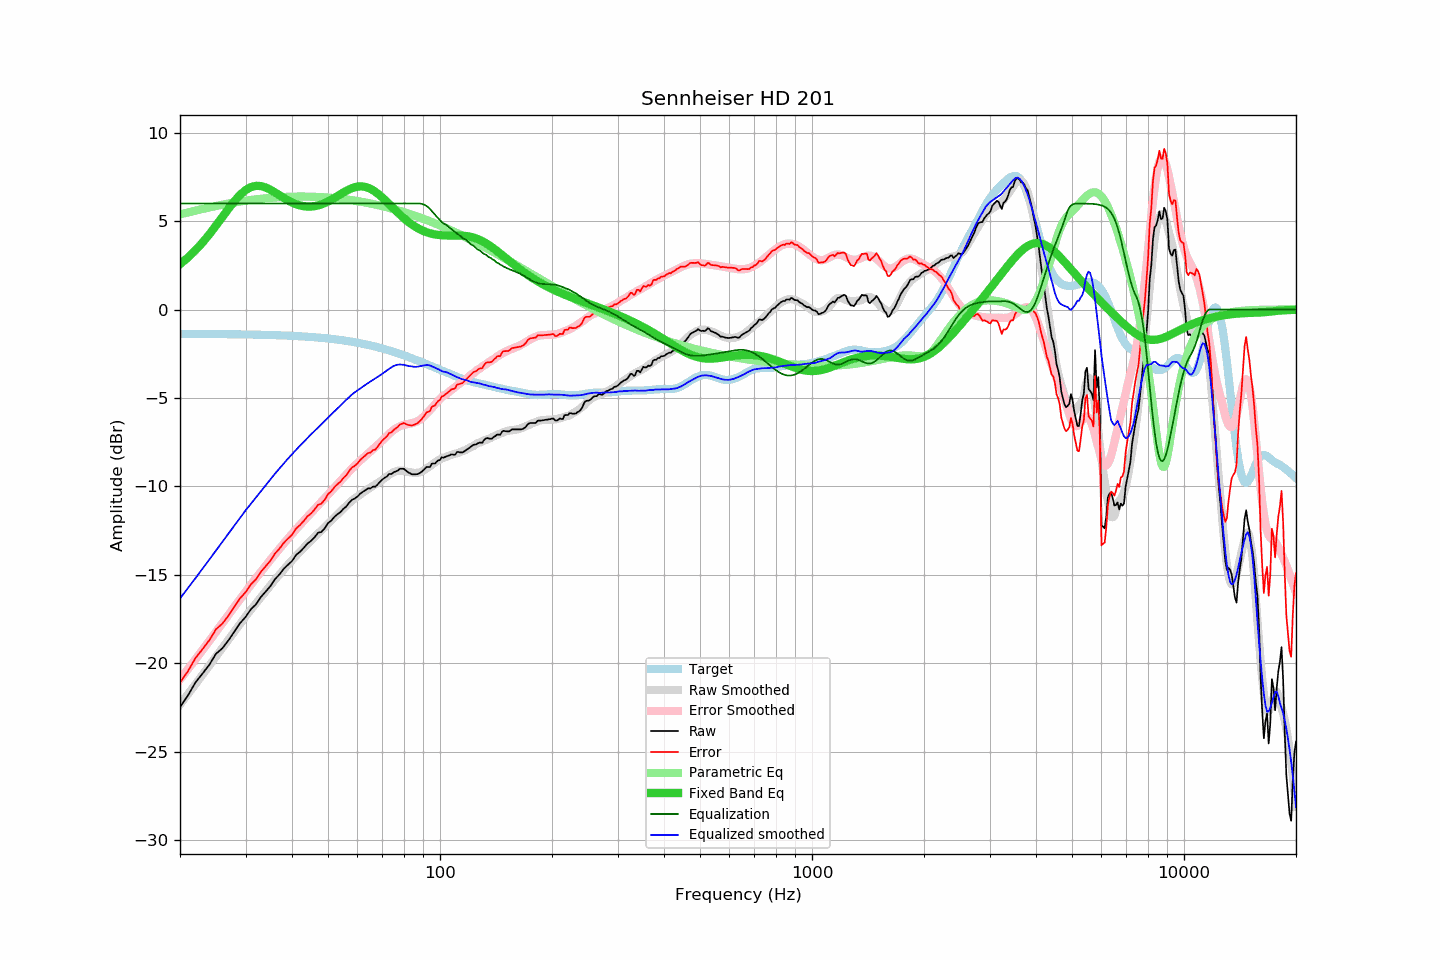 Sennheiser HD 201
10
5
0
−5
−10
−15
−20
−25
−30
Amplitude (dBr)
Target
Raw Smoothed
Error Smoothed
Raw
Error
Parametric Eq
Fixed Band Eq
Equalization
Equalized smoothed
100 1000 10000
Frequency (Hz)